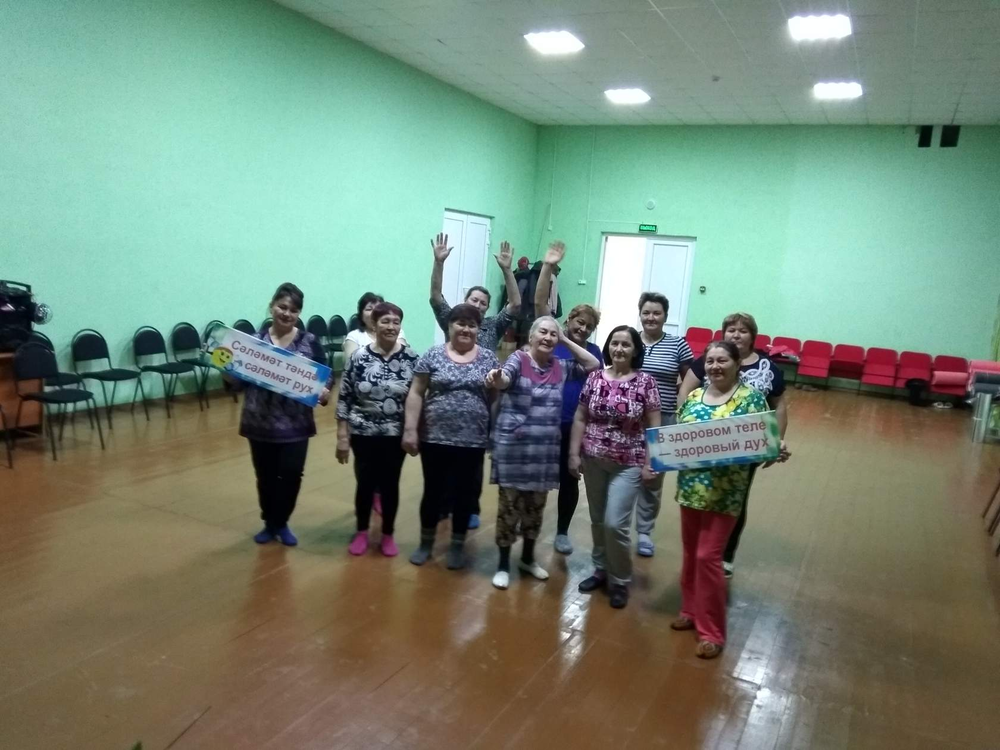 ВЫХОД
Сәләмәт тәндә
– сәләмәт рух
В здоровом теле
— здоровый дух